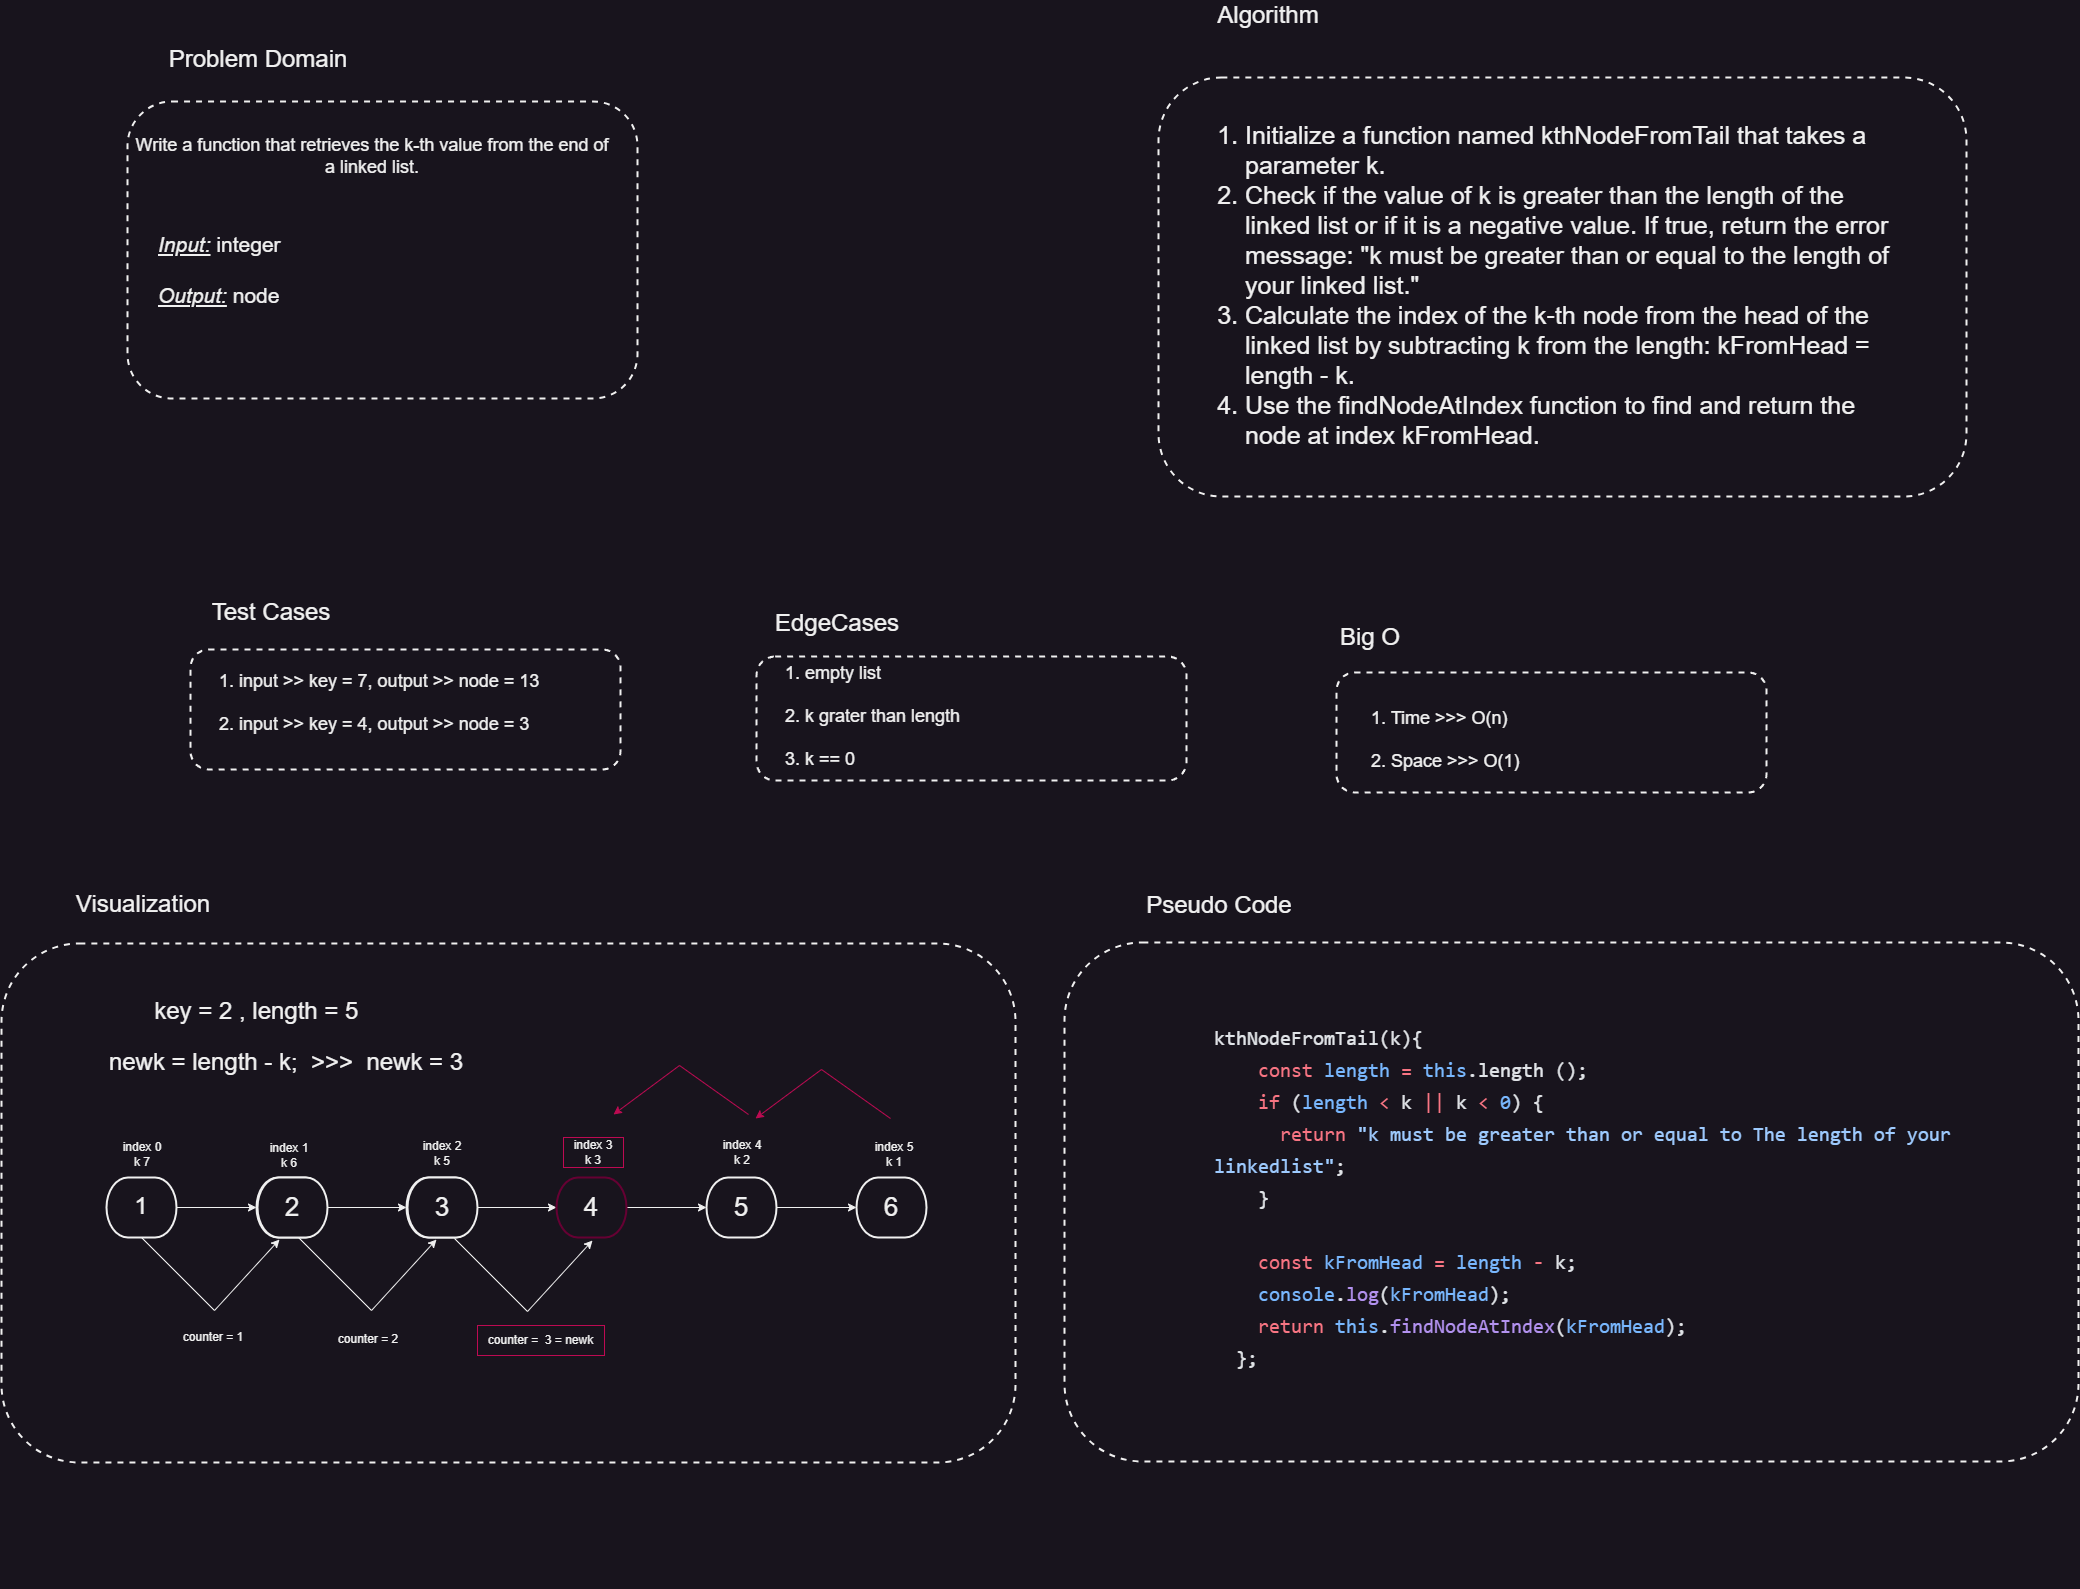 Problem Domain
Write a function that retrieves the k-th value from the end of
a linked list.
Input: integer
Output: node
Algorithm
1. Initialize a function named kthNodeFromTail that takes a
parameter k.
2. Check if the value of k is greater than the length of the
linked list or if it is a negative value. If true, return the error
message: "k must be greater than or equal to the length of
your linked list."
3. Calculate the index of the k-th node from the head of the
linked list by subtracting k from the length: kFromHead =
length - k.
4. Use the findNodeAtIndex function to find and return the
node at index kFromHead.
Test Cases
1. input >> key = 7, output >> node = 13
2. input >> key = 4, output >> node = 3
EdgeCases
1. empty list
2. k grater than length
3. k == 0
Big O
1. Time >>> O(n)
2. Space >>> O(1)
Visualization
key = 2 , length = 5
newk = length - k;  >>>  newk = 3
index 0
k 7
index 1
k 6
index 2
k 5
index 3
k 3
index 4
k 2
index 5
k 1
1
2
3
4
5
6
counter = 1
counter = 2
counter =  3 = newk
Pseudo Code
kthNodeFromTail(k){
const length = this.length ();
if (length < k || k < 0) {
return "k must be greater than or equal to The length of your
linkedlist";
}
const kFromHead = length - k;
console.log(kFromHead);
return this.findNodeAtIndex(kFromHead);
};